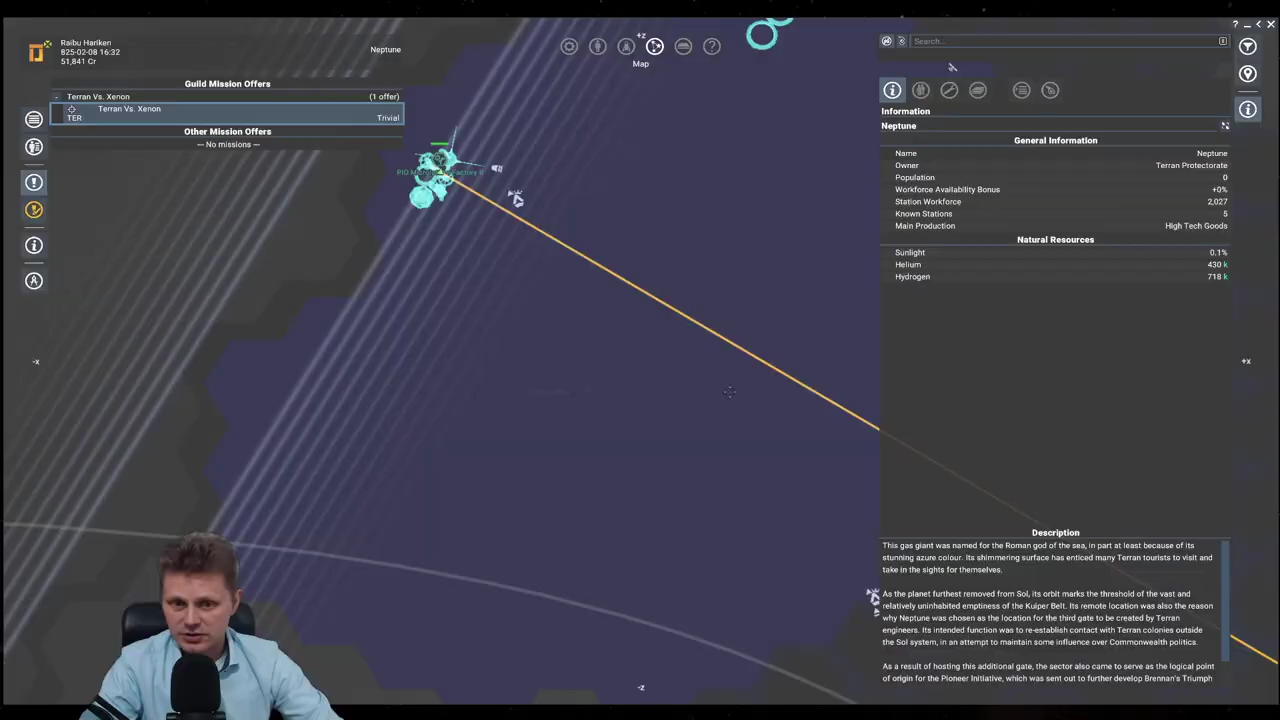 Raibu Hariken
825-02-08 16:32
51,841 Cr
Neptune
+z
Map
? _ < X
Search...
Guild Mission Offers
- Terran Vs. Xenon (1 offer)
Terran Vs. Xenon
TER Trivial
Other Mission Offers
-- No missions --
-x
+x
-z
Information
Neptune
General Information
Name Neptune
Owner Terran Protectorate
Population 0
Workforce Availability Bonus +0%
Station Workforce 2,027
Known Stations 5
Main Production High Tech Goods
Natural Resources
Sunlight 0.1%
Helium 430 k
Hydrogen 718 k
Description
This gas giant was named for the Roman god of the sea, in part at least because of its
stunning azure colour. Its shimmering surface has enticed many Terran tourists to visit and
take in the sights for themselves.
As the planet furthest removed from Sol, its orbit marks the threshold of the vast and
relatively uninhabited emptiness of the Kuiper Belt. Its remote location was also the reason
why Neptune was chosen as the location for the third gate to be created by Terran
engineers. Its intended function was to re-establish contact with Terran colonies outside
the Sol system, in an attempt to maintain some influence over Commonwealth politics.
As a result of hosting this additional gate, the sector also came to serve as the logical point
of origin for the Pioneer Initiative, which was sent out to further develop Brennan's Triumph